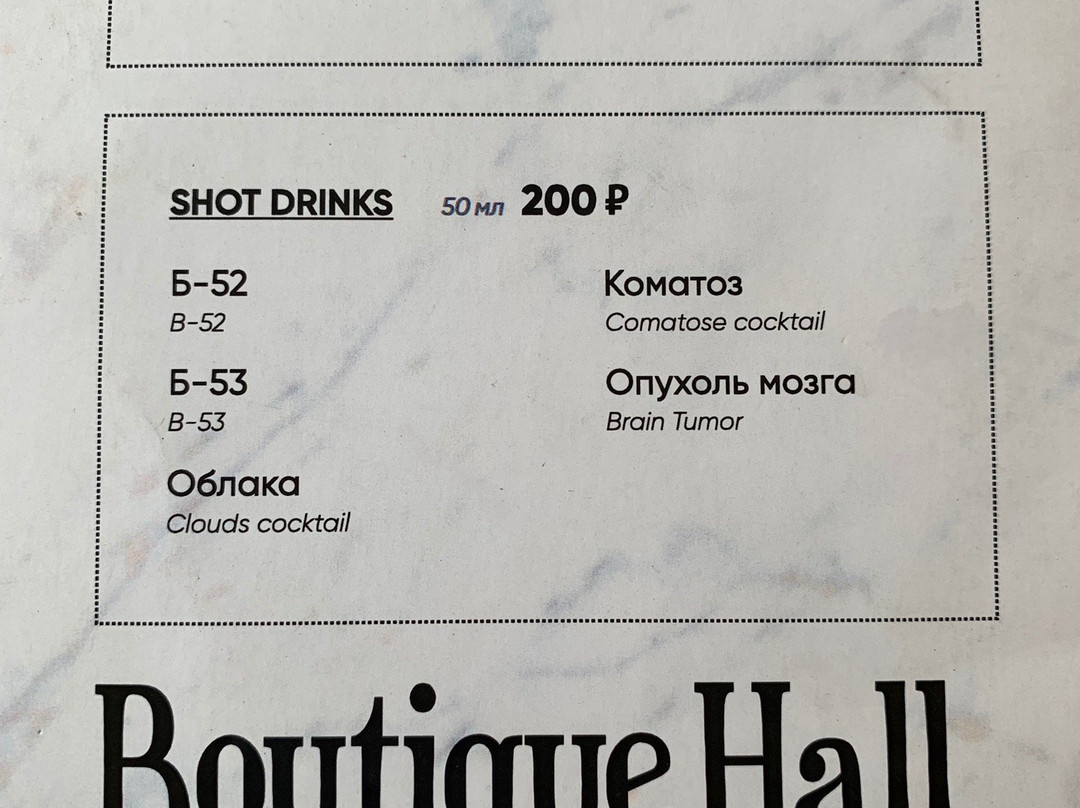 SHOT DRINKS 50 мл 200 ₽
Б-52
B-52
Б-53
B-53
Облака
Clouds cocktail
Коматоз
Comatose cocktail
Опухоль мозга
Brain Tumor
Boutique Hall